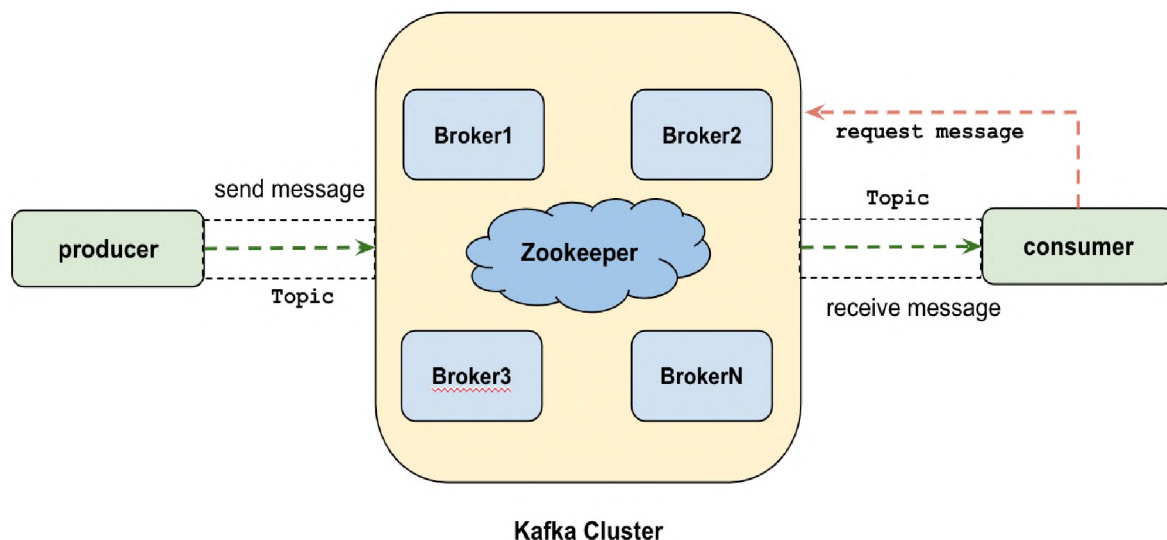 Broker1
Broker2
request message
send message
Topic
producer
Zookeeper
consumer
Topic
receive message
Broker3
BrokerN
Kafka Cluster